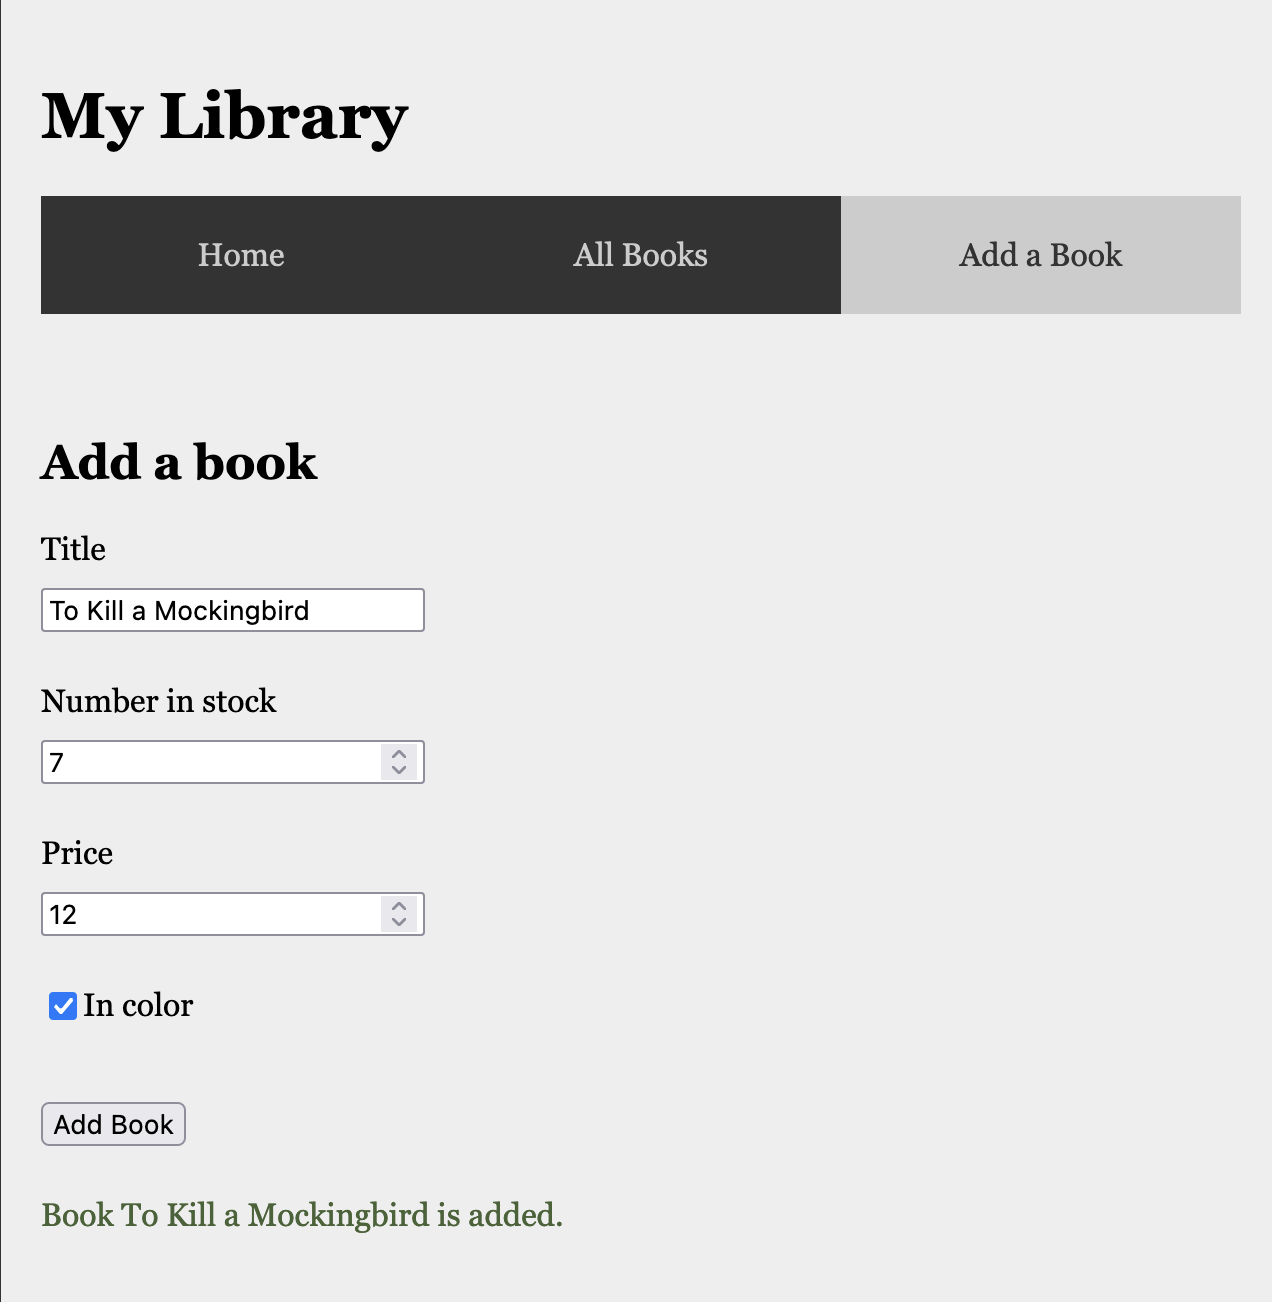 My Library
Home All Books Add a Book
Add a book
Title
To Kill a Mockingbird
Number in stock
7
Price
12
In color
Add Book
Book To Kill a Mockingbird is added.